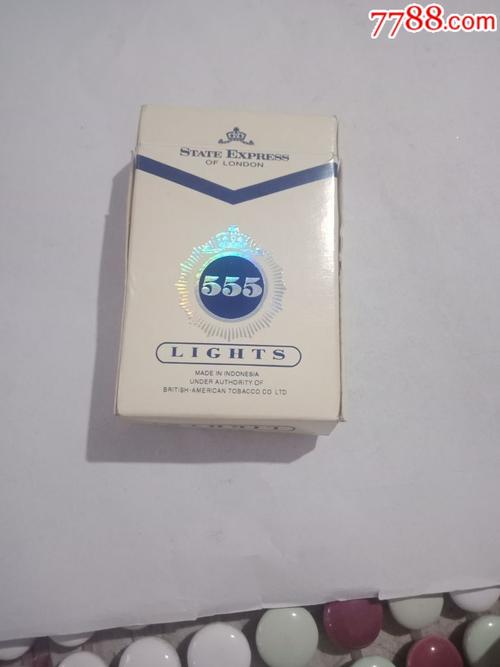 7788.com
STATE EXPRESS
OF LONDON
555
LIGHTS
MADE IN INDONESIA
UNDER AUTHORITY OF
BRITISH-AMERICAN TOBACCO CO LTD
LIGHTS